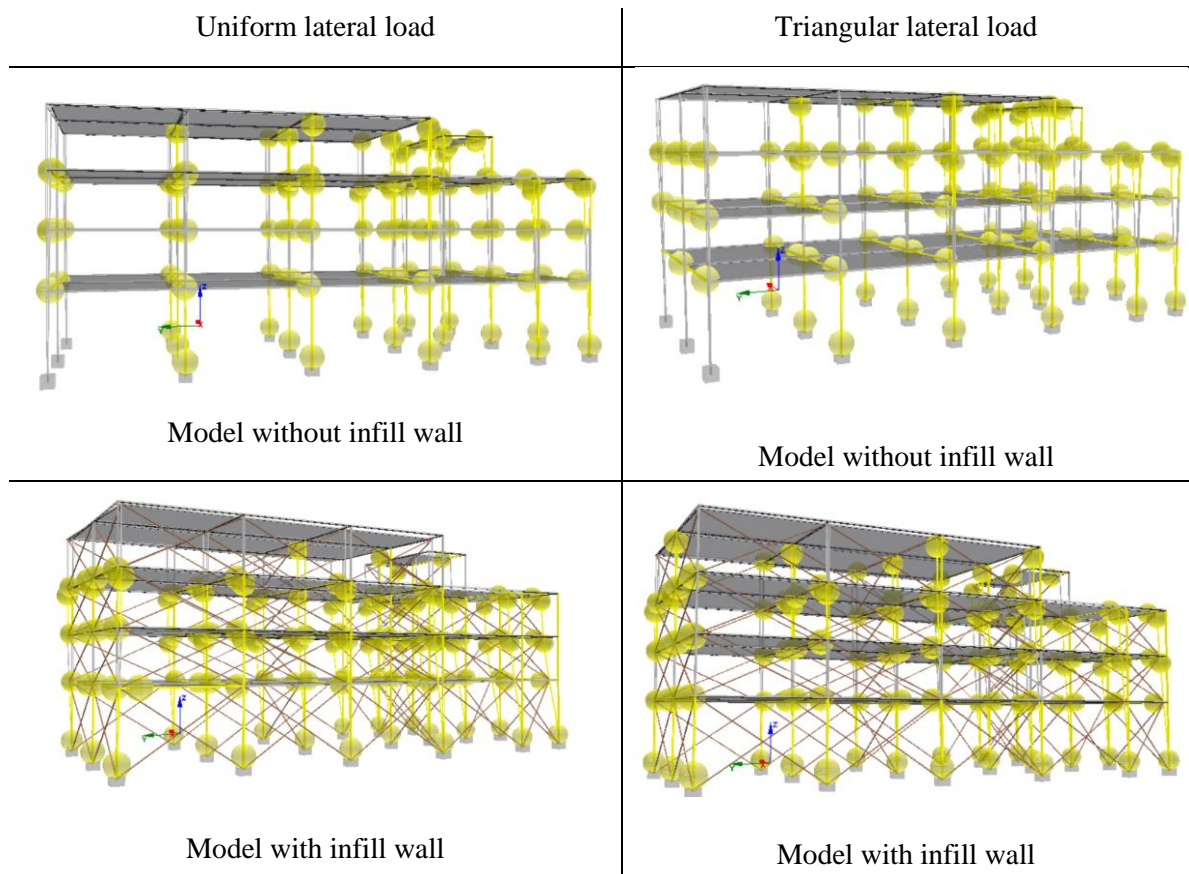 Uniform lateral load
Triangular lateral load
Model without infill wall
Model without infill wall
Model with infill wall
Model with infill wall